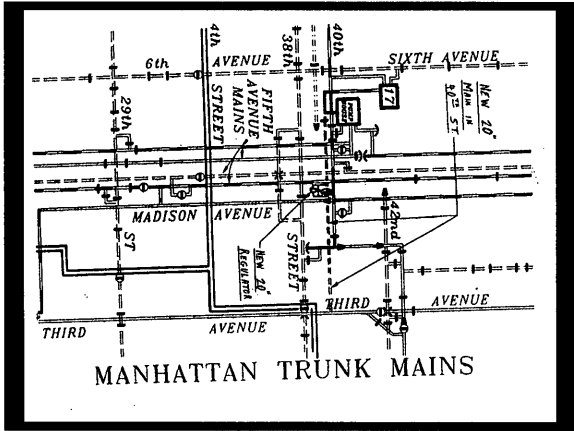 6th AVENUE
SIXTH AVENUE
4th
STREET
38th
STREET
40th
29th
ST
FIFTH
AVENUE
MAINS
17
NEW 20"
MAIN IN
40TH ST.
MADISON AVENUE
42nd
NEW 20"
REGULATOR
THIRD AVENUE
THIRD AVENUE
MANHATTAN TRUNK MAINS